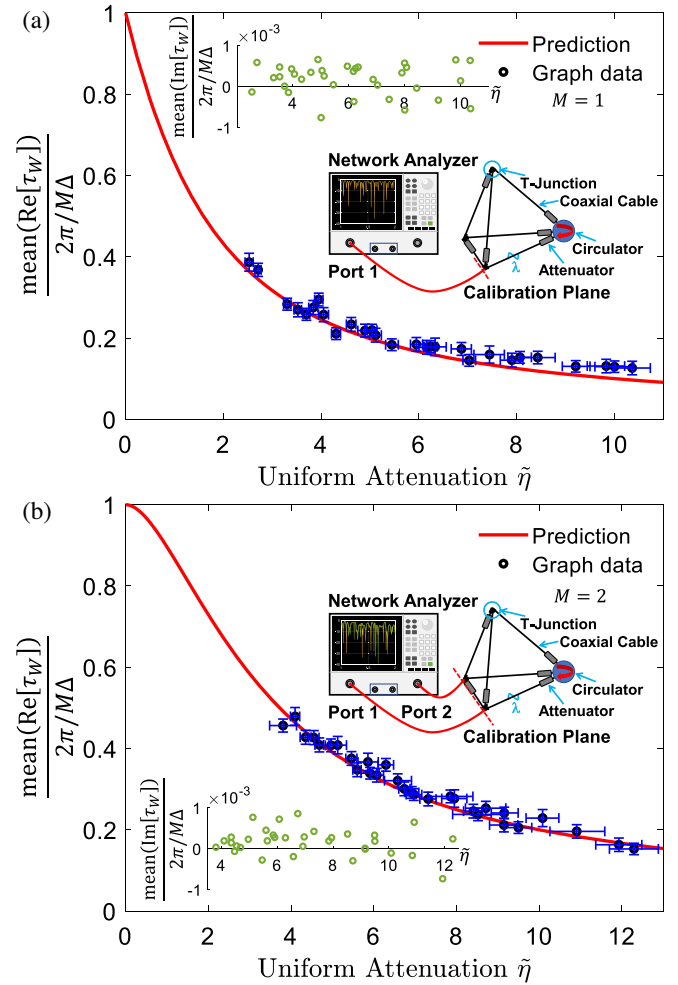 (a)
1
0.8
0.6
0.4
0.2
0
mean(Re[τ_W])
2π/MΔ
×10⁻³
1
0
-1
mean(Im[τ_W])
2π/MΔ
4 6 8 10
η̃
Prediction
Graph data
M = 1
Network Analyzer
T-Junction
Coaxial Cable
Circulator
Attenuator
λ̂
Port 1
Calibration Plane
0 2 4 6 8 10
Uniform Attenuation η̃
(b)
1
0.8
0.6
0.4
0.2
0
mean(Re[τ_W])
2π/MΔ
Prediction
Graph data
M = 2
Network Analyzer
T-Junction
Coaxial Cable
Circulator
Attenuator
λ̂
Port 1 Port 2
Calibration Plane
×10⁻³
1
0
-1
mean(Im[τ_W])
2π/MΔ
4 6 8 10 12
η̃
0 2 4 6 8 10 12
Uniform Attenuation η̃